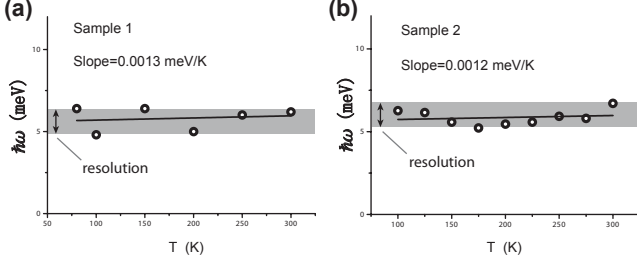 (a)
Sample 1
Slope=0.0013 meV/K
ħω (meV)
10
5
0
resolution
50 100 150 200 250 300
T (K)
(b)
Sample 2
Slope=0.0012 meV/K
ħω (meV)
10
5
0
resolution
100 150 200 250 300
T (K)